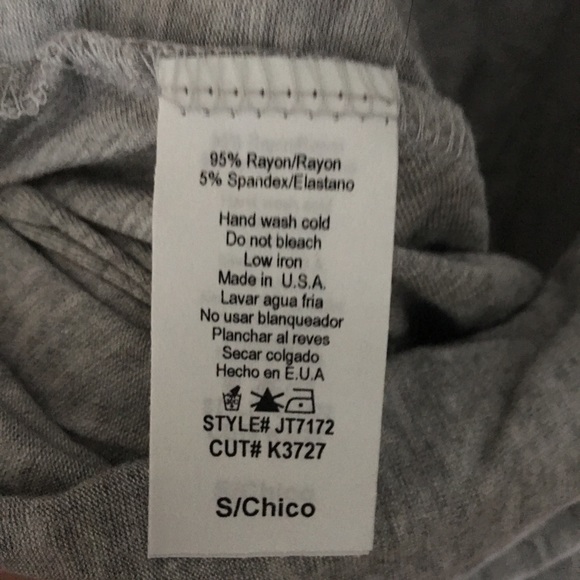 95% Rayon/Rayon
5% Spandex/Elastano
Hand wash cold
Do not bleach
Low iron
Made in U.S.A.
Lavar agua fria
No usar blanqueador
Planchar al reves
Secar colgado
Hecho en E.U.A
STYLE# JT7172
CUT# K3727
S/Chico